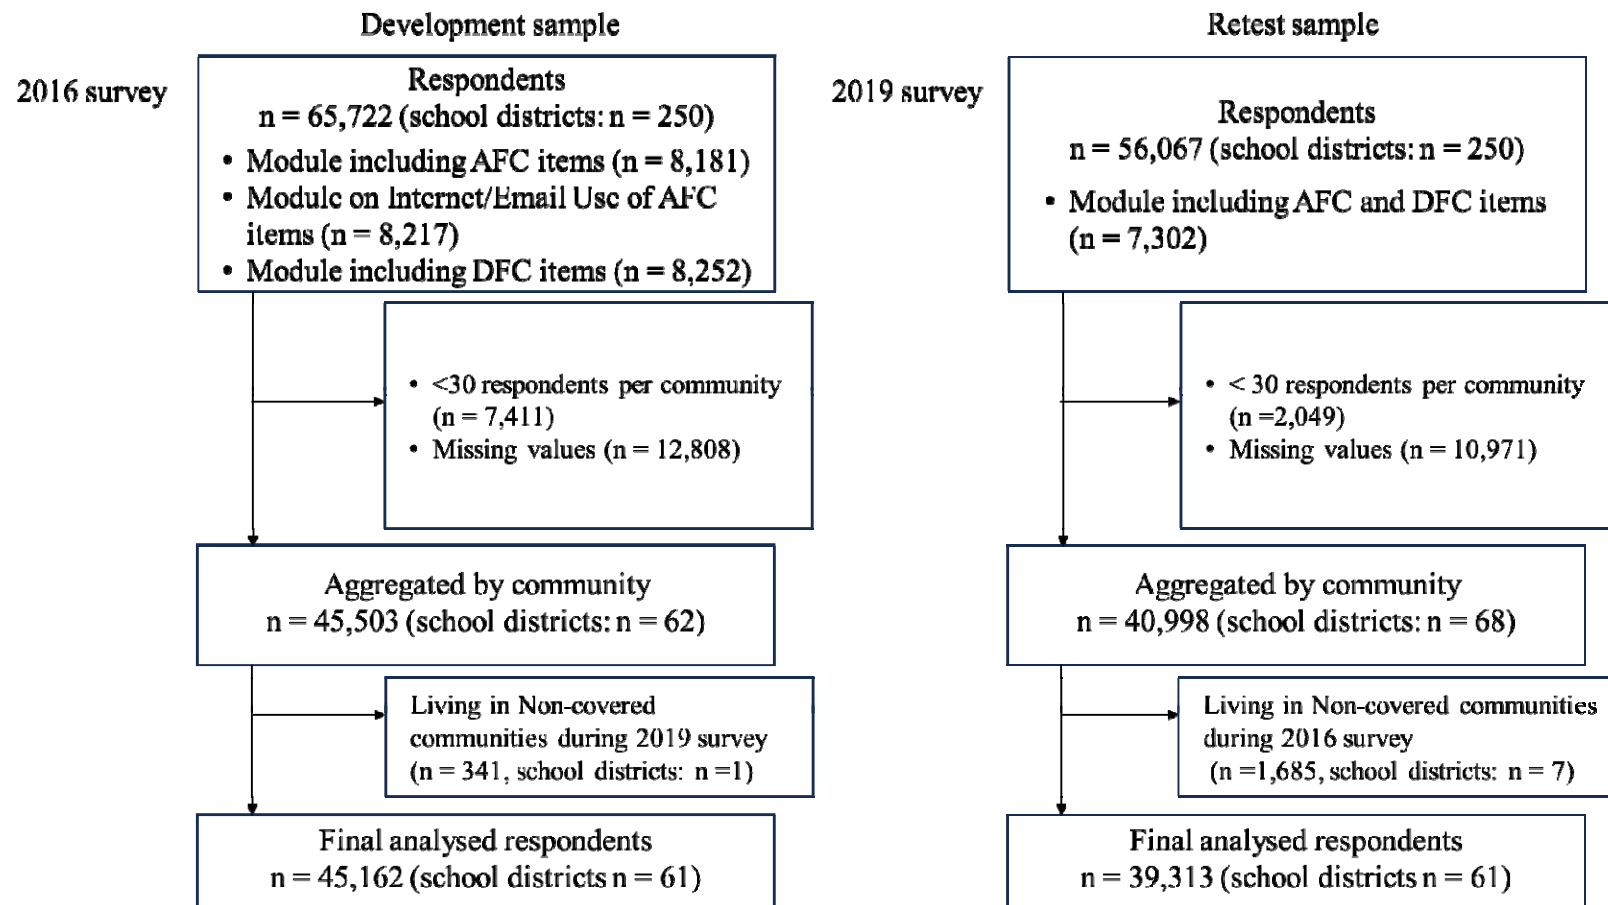 Development sample
2016 survey
Respondents
n = 65,722 (school districts: n = 250)
• Module including AFC items (n = 8,181)
• Module on Internet/Email Use of AFC
items (n = 8,217)
• Module including DFC items (n = 8,252)
• <30 respondents per community
(n = 7,411)
• Missing values (n = 12,808)
Aggregated by community
n = 45,503 (school districts: n = 62)
Living in Non-covered
communities during 2019 survey
(n = 341, school districts: n =1)
Final analysed respondents
n = 45,162 (school districts n = 61)
Retest sample
2019 survey
Respondents
n = 56,067 (school districts: n = 250)
• Module including AFC and DFC items
(n = 7,302)
• < 30 respondents per community
(n =2,049)
• Missing values (n = 10,971)
Aggregated by community
n = 40,998 (school districts: n = 68)
Living in Non-covered communities
during 2016 survey
(n =1,685, school districts: n = 7)
Final analysed respondents
n = 39,313 (school districts n = 61)